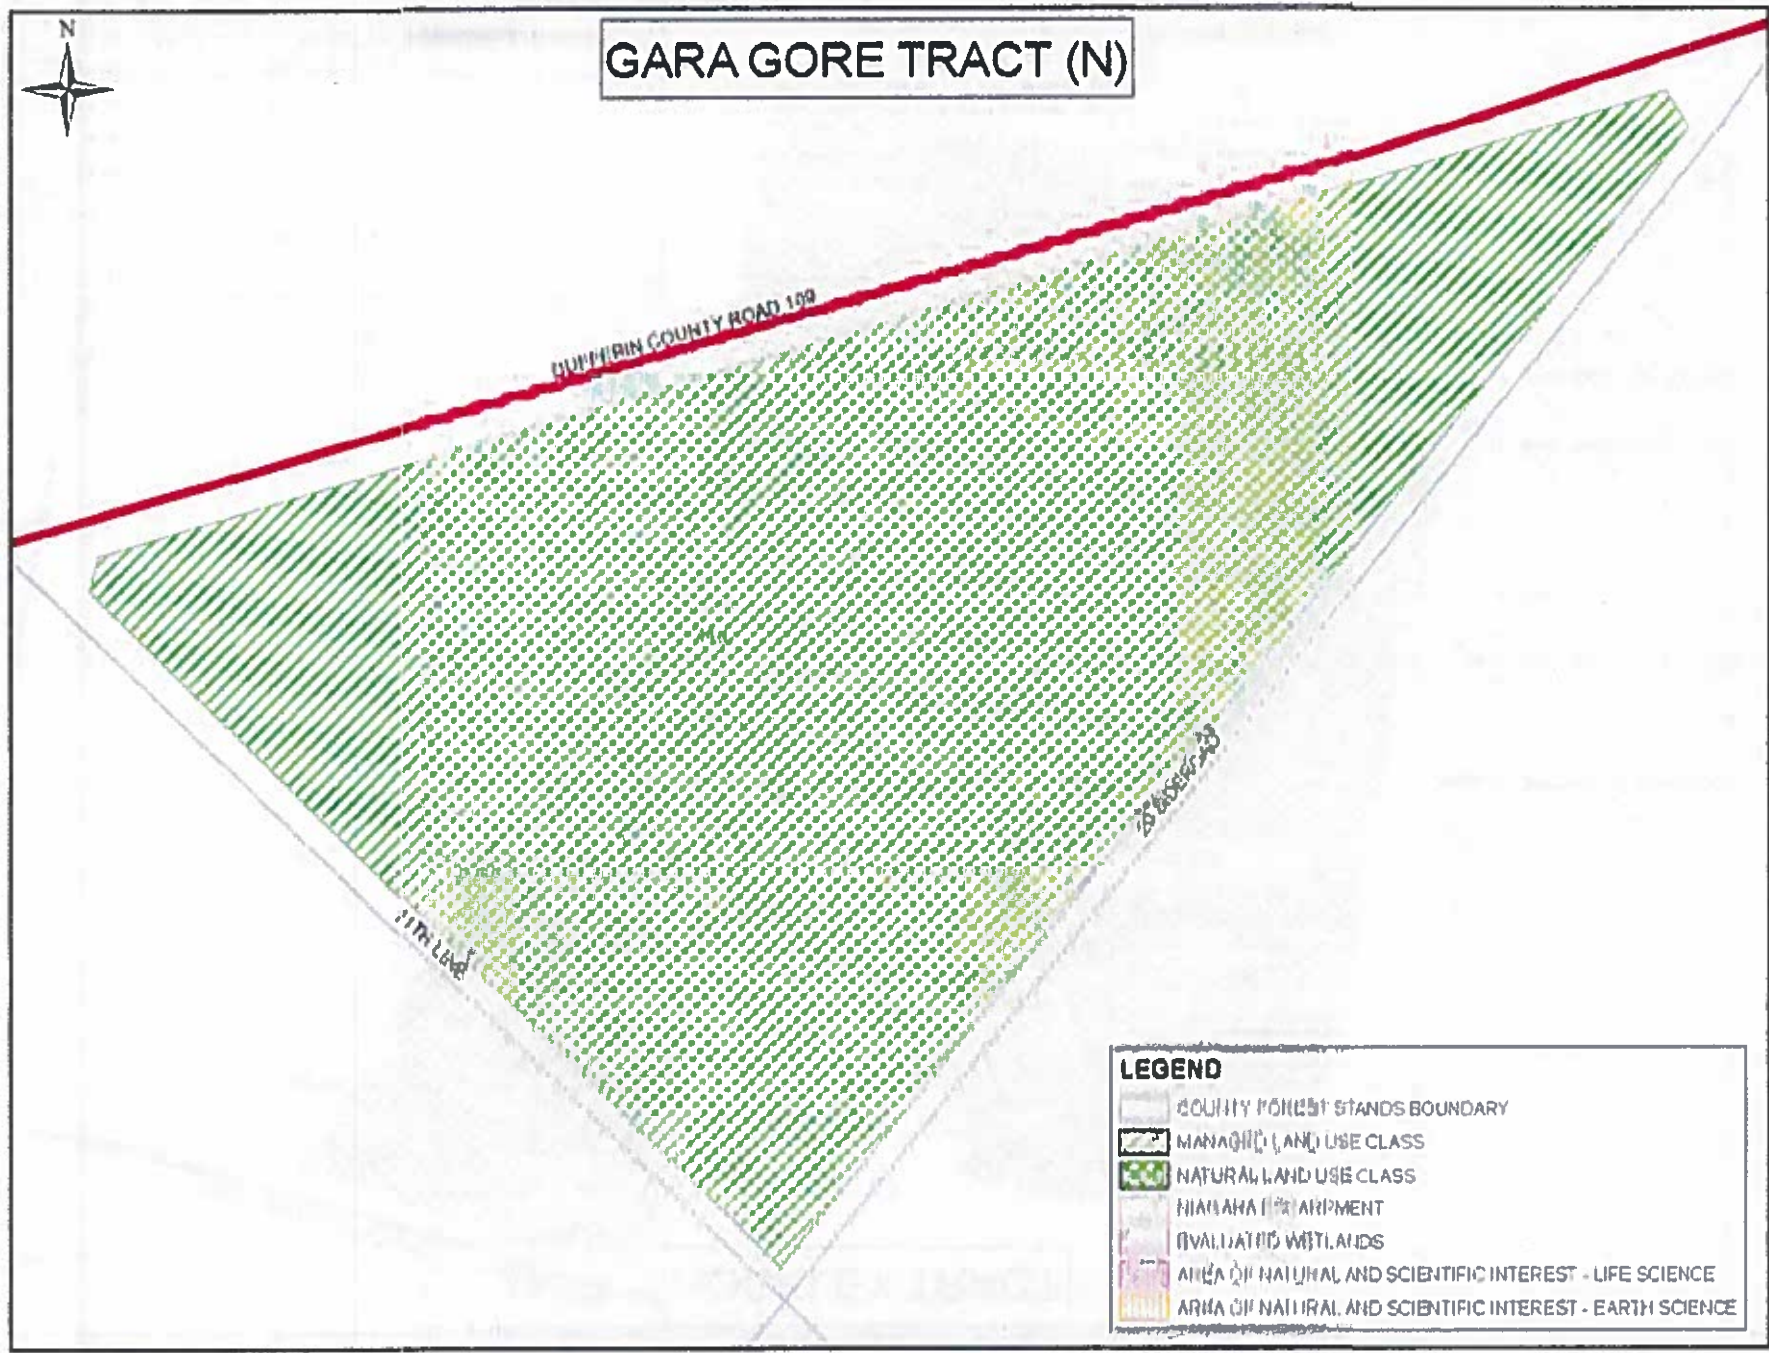 N
GARA GORE TRACT (N)
DUFFERIN COUNTY ROAD 109
11TH LINE
LEGEND
COUNTY FOREST STANDS BOUNDARY
MANAGED LAND USE CLASS
NATURAL LAND USE CLASS
NIAGARA ESCARPMENT
EVALUATED WETLANDS
AREA OF NATURAL AND SCIENTIFIC INTEREST - LIFE SCIENCE
AREA OF NATURAL AND SCIENTIFIC INTEREST - EARTH SCIENCE